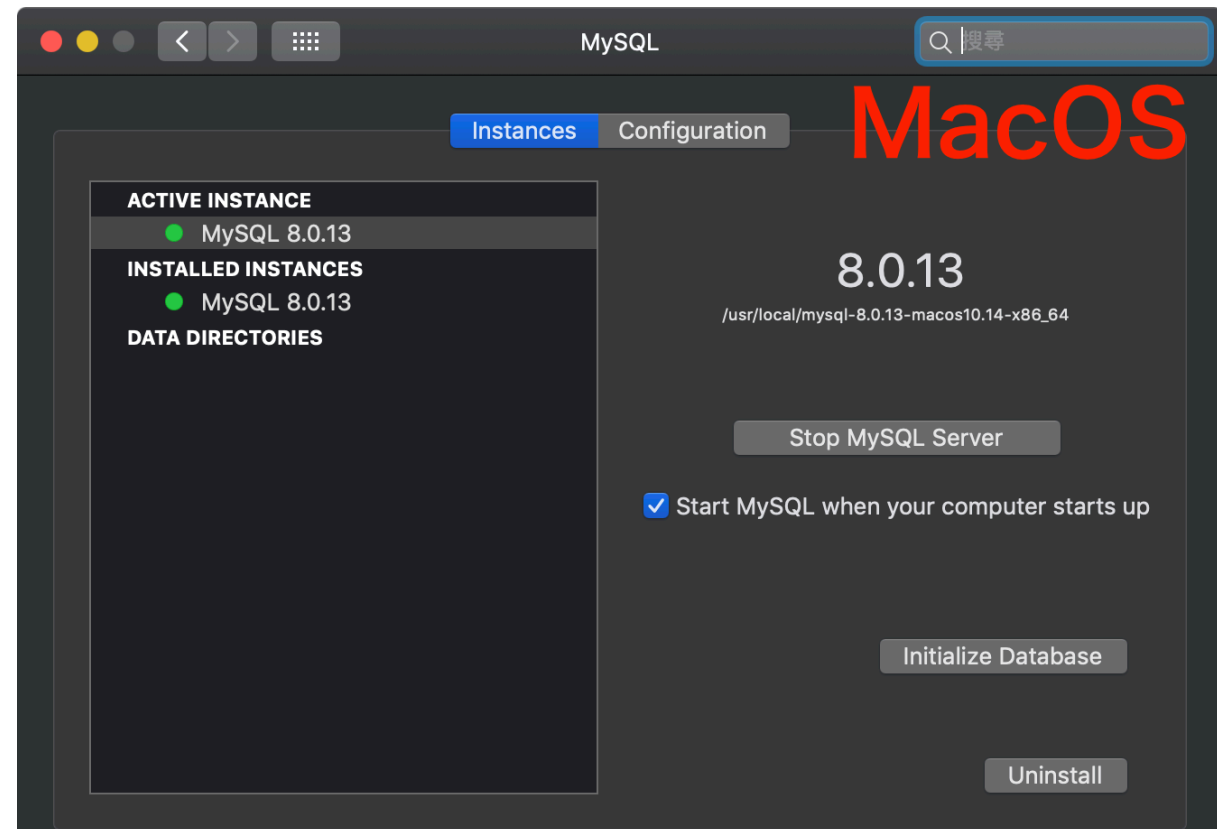 MySQL
搜尋
MacOS
Instances
Configuration
ACTIVE INSTANCE
MySQL 8.0.13
INSTALLED INSTANCES
MySQL 8.0.13
DATA DIRECTORIES
8.0.13
/usr/local/mysql-8.0.13-macos10.14-x86_64
Stop MySQL Server
Start MySQL when your computer starts up
Initialize Database
Uninstall